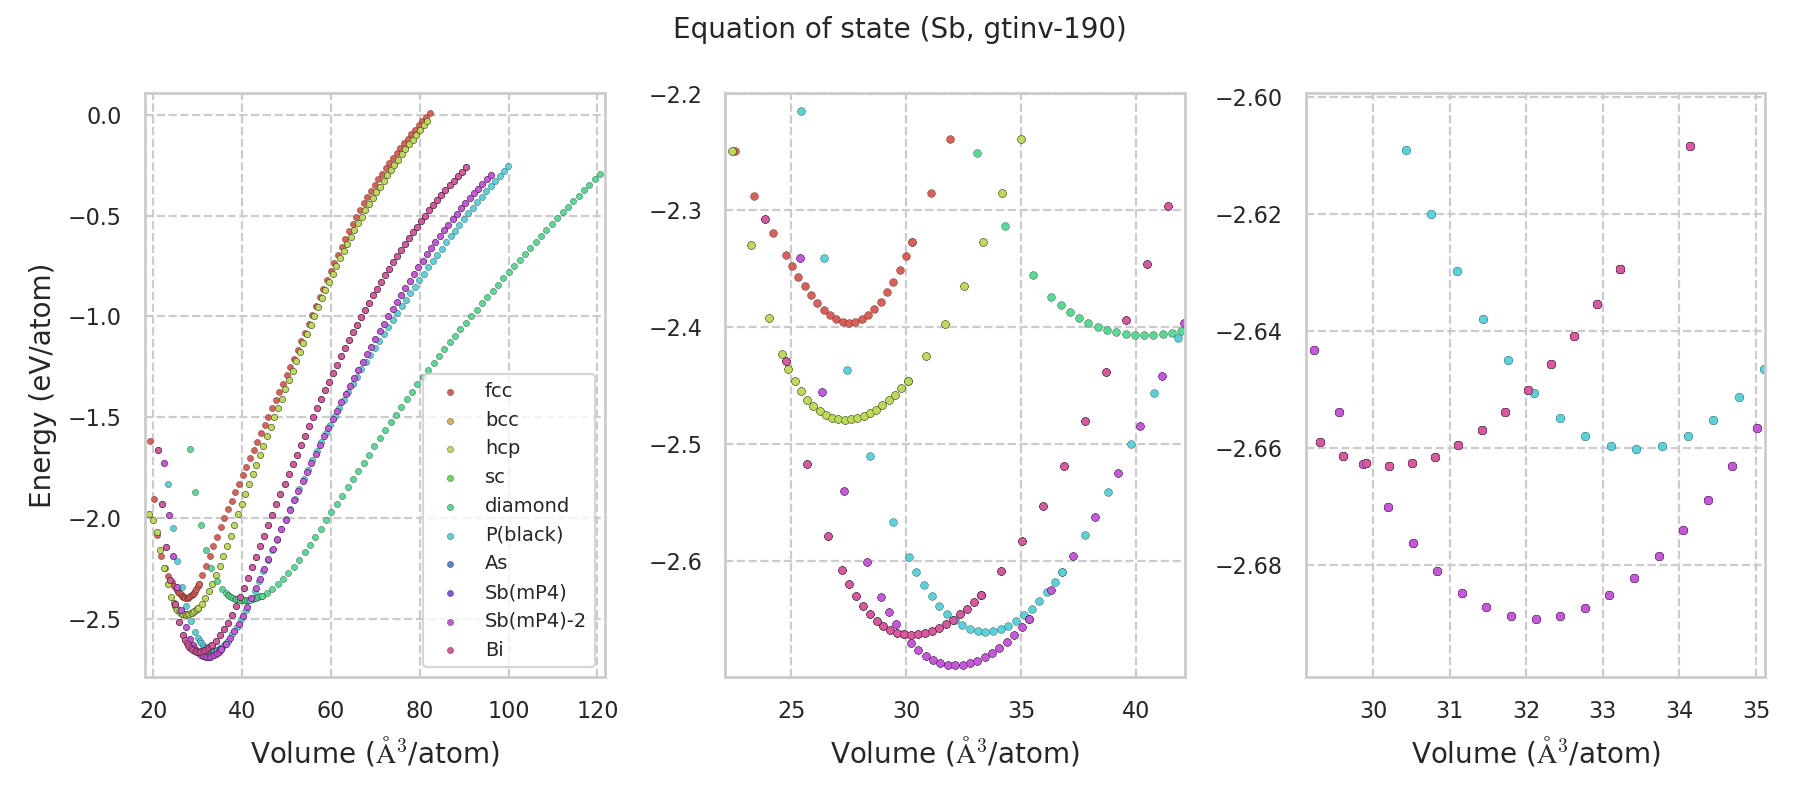 Equation of state (Sb, gtinv-190)
Energy (eV/atom)
0.0
−0.5
−1.0
−1.5
−2.0
−2.5
20 40 60 80 100 120
Volume (Å³/atom)
fcc
bcc
hcp
sc
diamond
P(black)
As
Sb(mP4)
Sb(mP4)-2
Bi
−2.2
−2.3
−2.4
−2.5
−2.6
25 30 35 40
Volume (Å³/atom)
−2.60
−2.62
−2.64
−2.66
−2.68
30 31 32 33 34 35
Volume (Å³/atom)